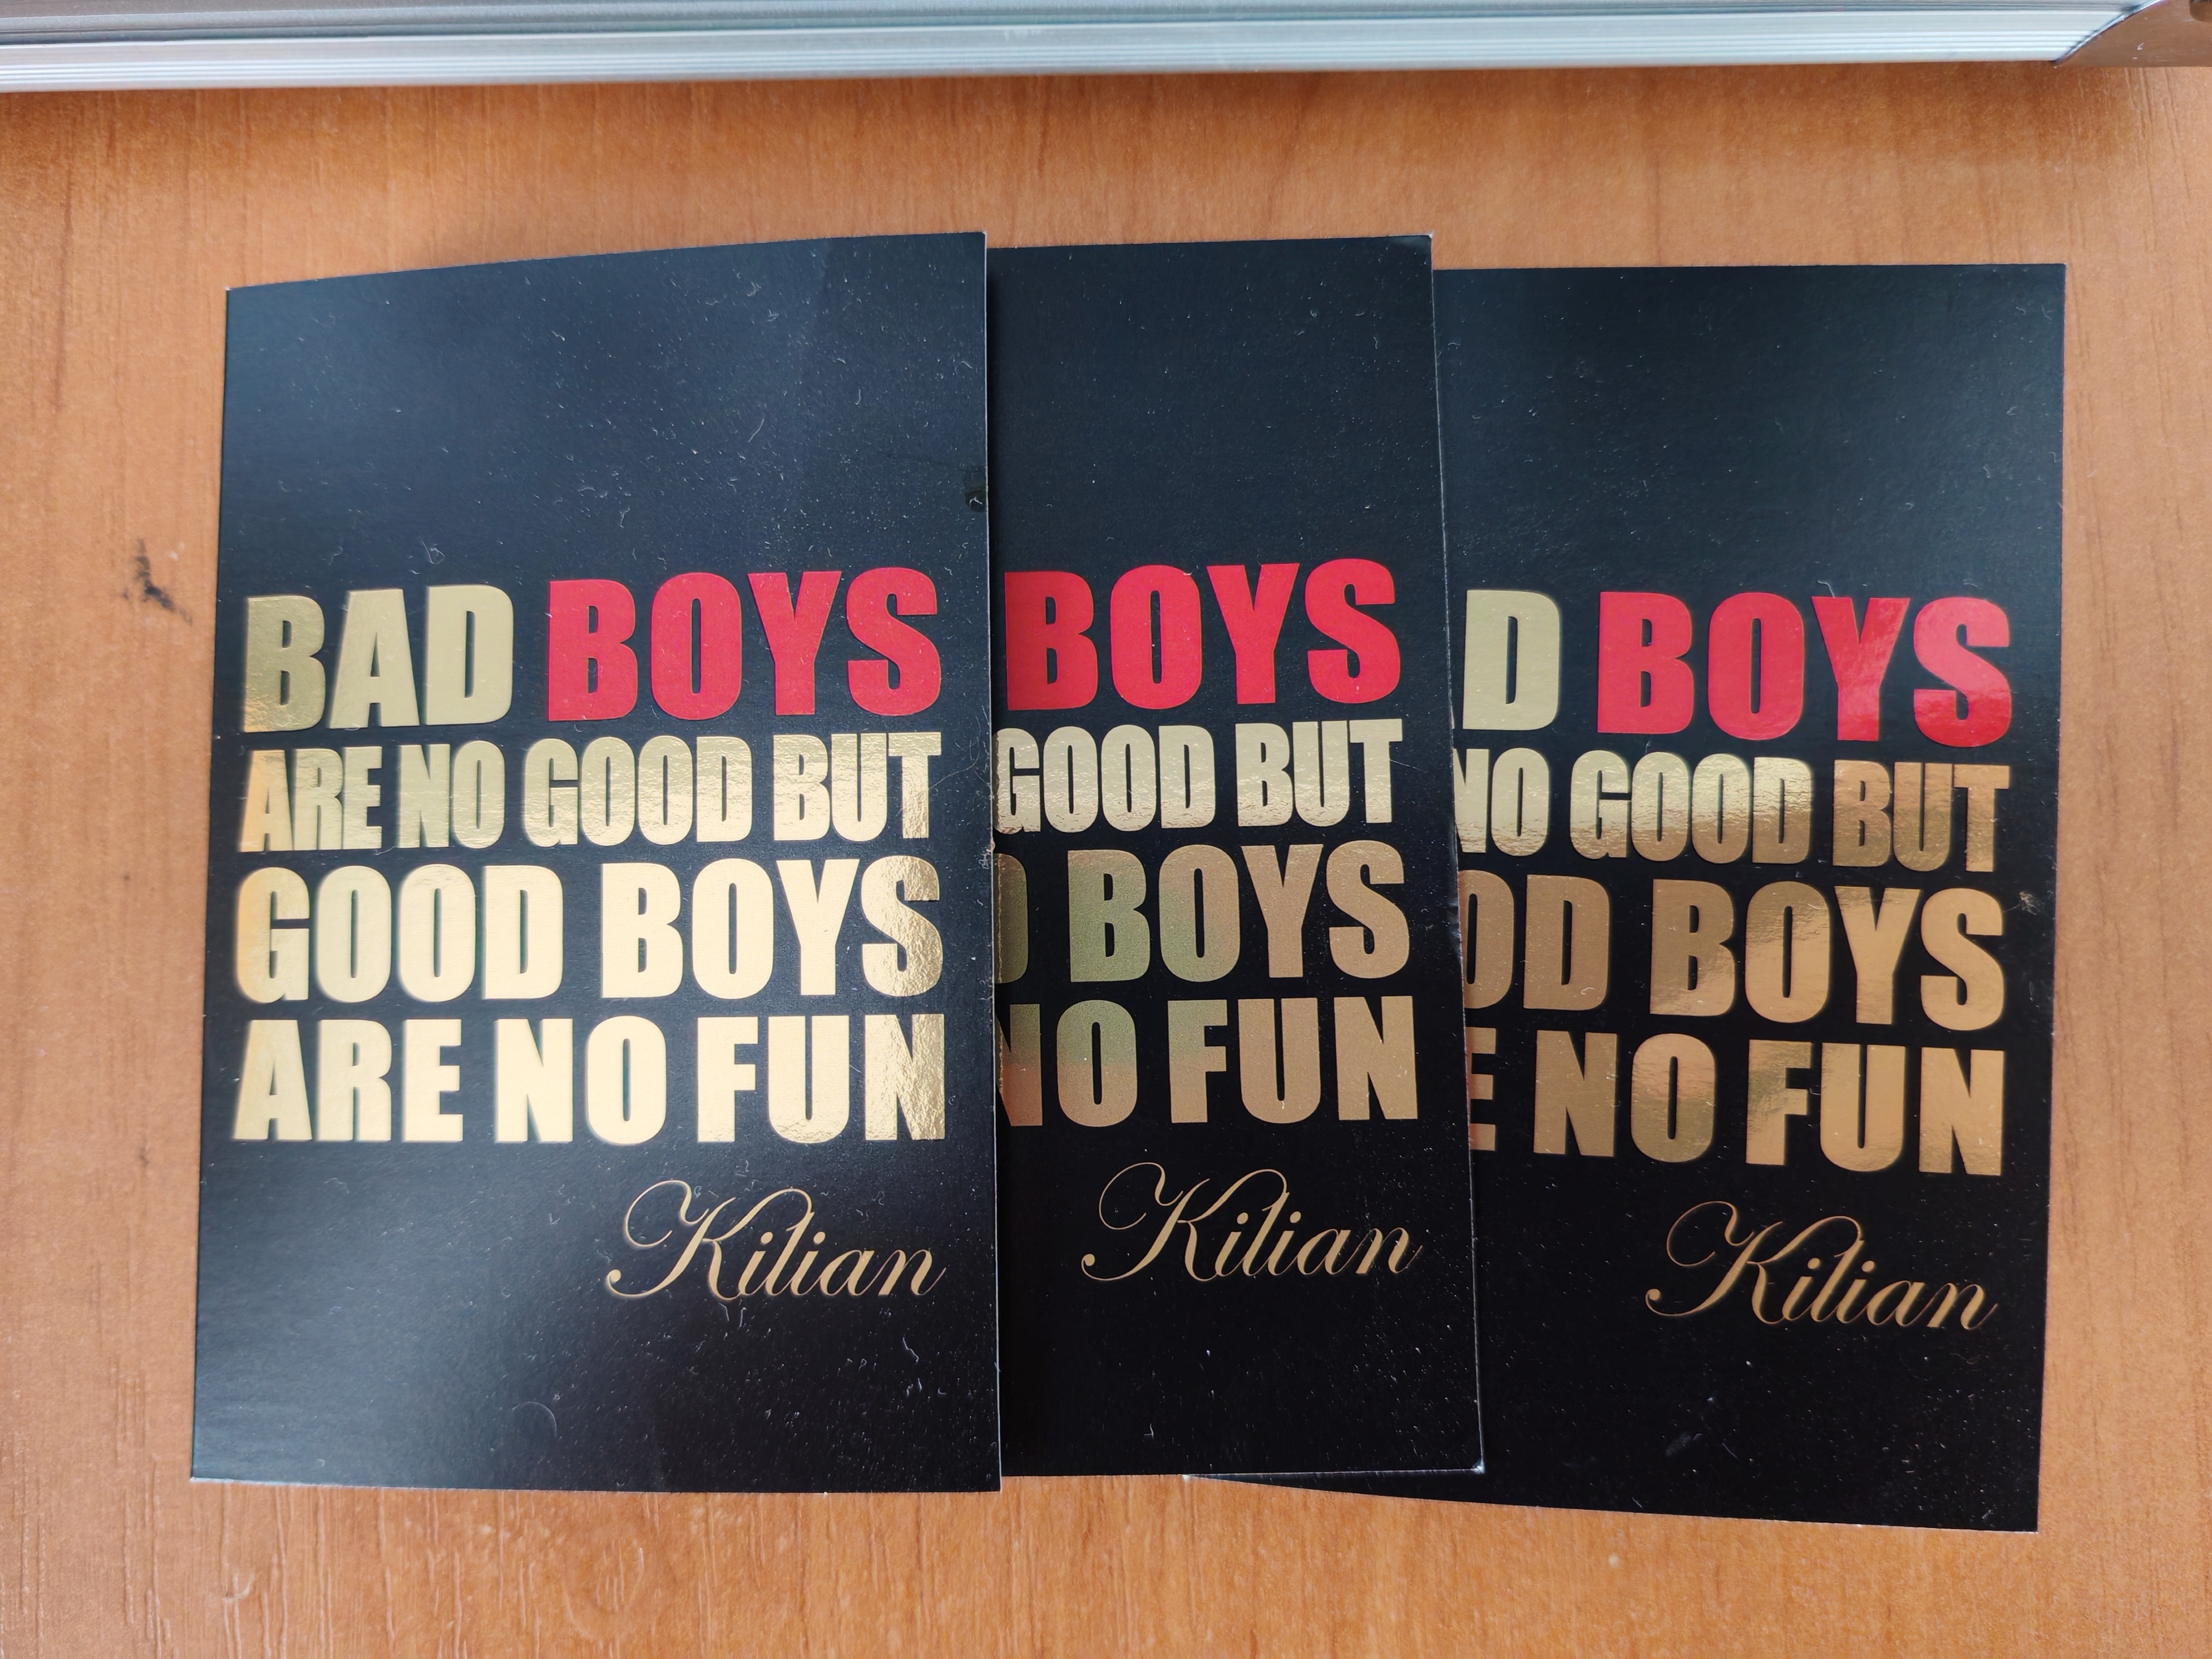 BAD BOYS
ARE NO GOOD BUT
GOOD BOYS
ARE NO FUN
Kilian
BOYS
GOOD BUT
D BOYS
NO FUN
Kilian
D BOYS
NO GOOD BUT
OD BOYS
E NO FUN
Kilian